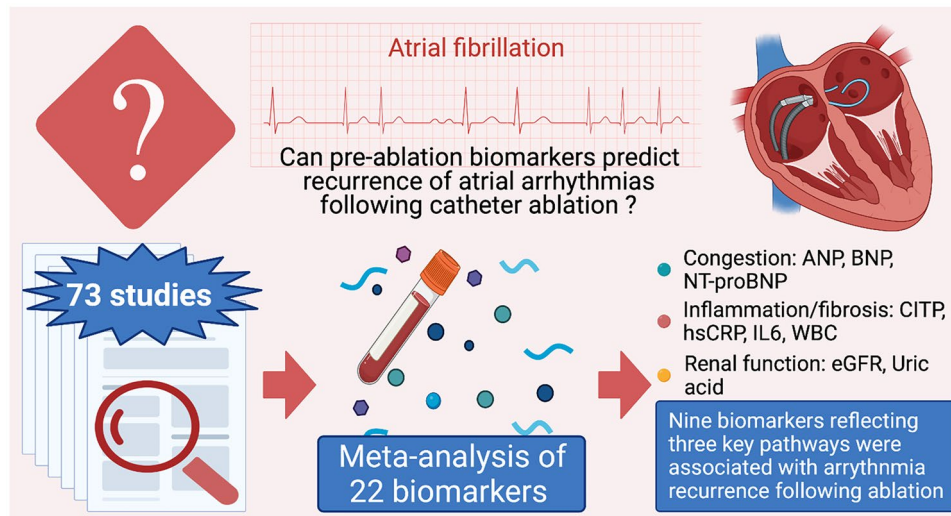 ?
Atrial fibrillation
Can pre-ablation biomarkers predict
recurrence of atrial arrhythmias
following catheter ablation ?
73 studies
Meta-analysis of
22 biomarkers
Congestion: ANP, BNP,
NT-proBNP
Inflammation/fibrosis: CITP,
hsCRP, IL6, WBC
Renal function: eGFR, Uric
acid
Nine biomarkers reflecting
three key pathways were
associated with arrythnmia
recurrence following ablation